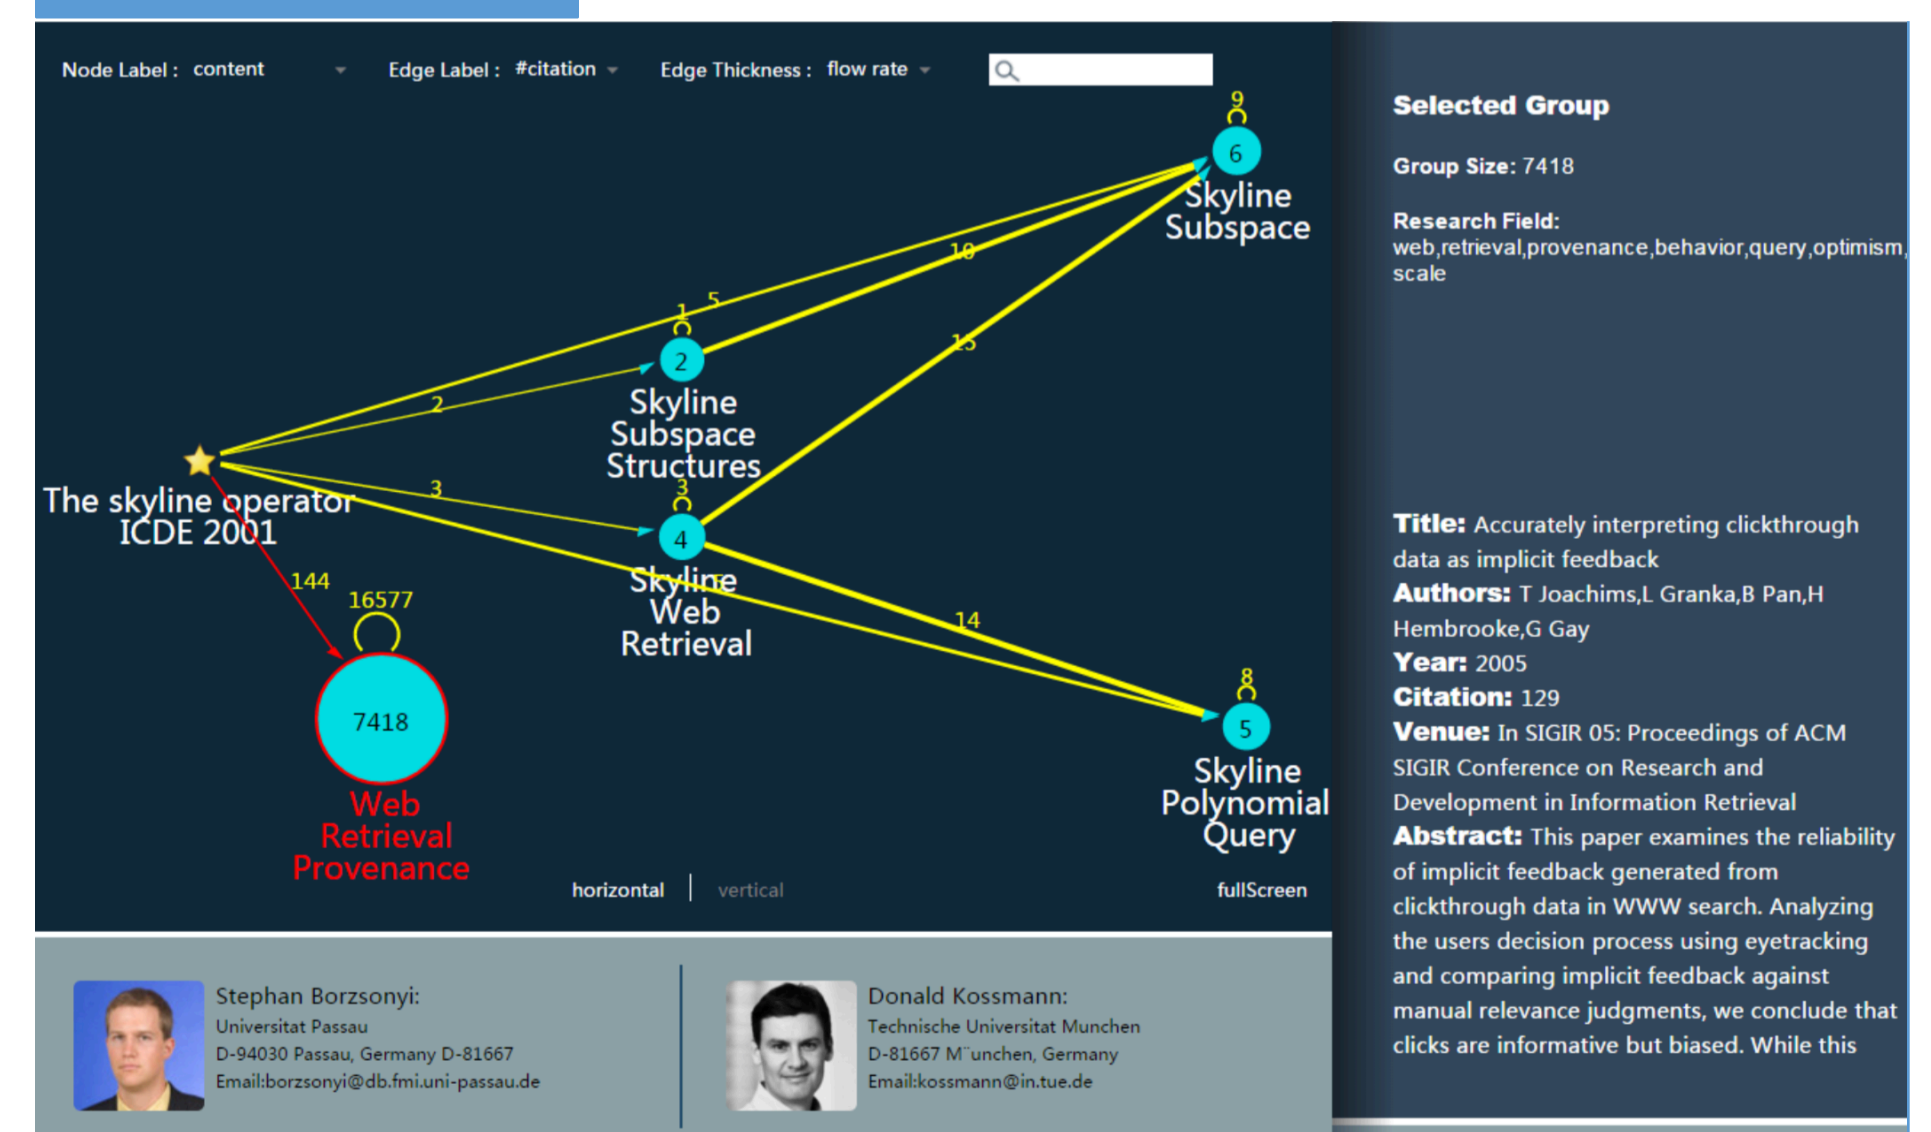 Node Label : content
Edge Label : #citation
Edge Thickness : flow rate
9
6
Skyline
Subspace
10
5
1
2
Skyline
Subspace
Structures
2
15
The skyline operator
ICDE 2001
3
3
4
Skyline
Web
Retrieval
5
14
144
16577
7418
Web
Retrieval
Provenance
8
5
Skyline
Polynomial
Query
horizontal
vertical
fullScreen
Stephan Borzsonyi:
Universitat Passau
D-94030 Passau, Germany D-81667
Email:borzsonyi@db.fmi.uni-passau.de
Donald Kossmann:
Technische Universitat Munchen
D-81667 M¨unchen, Germany
Email:kossmann@in.tue.de
Selected Group
Group Size: 7418
Research Field:
web,retrieval,provenance,behavior,query,optimism,
scale
Title: Accurately interpreting clickthrough
data as implicit feedback
Authors: T Joachims,L Granka,B Pan,H
Hembrooke,G Gay
Year: 2005
Citation: 129
Venue: In SIGIR 05: Proceedings of ACM
SIGIR Conference on Research and
Development in Information Retrieval
Abstract: This paper examines the reliability
of implicit feedback generated from
clickthrough data in WWW search. Analyzing
the users decision process using eyetracking
and comparing implicit feedback against
manual relevance judgments, we conclude that
clicks are informative but biased. While this